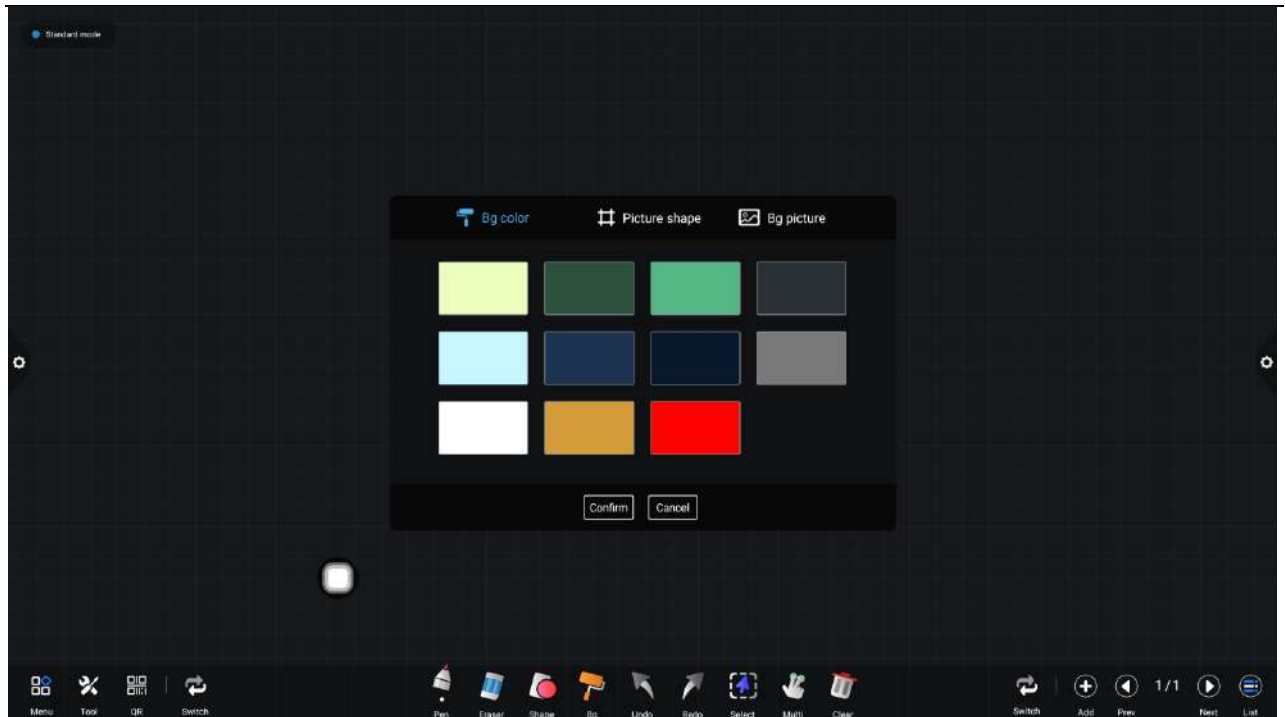 Standard mode
Bg color Picture shape Bg picture
Confirm Cancel
1/1
Menu Tool QR Switch Pen Eraser Shape Bg Undo Redo Select Multi Clear Switch Add Prev Next List